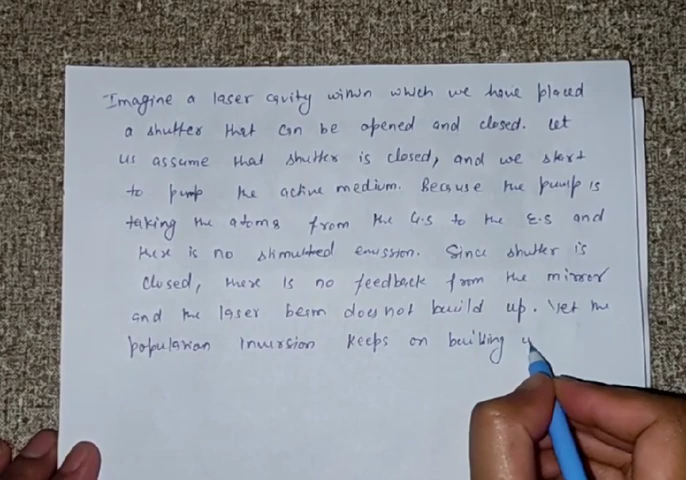 Imagine a laser cavity within which we have placed
a shutter that can be opened and closed. Let
us assume that shutter is closed, and we start
to pump the active medium. Because the pump is
taking the atoms from the G.S to the E.S and
there is no stimulated emission. Since shutter is
closed, there is no feedback from the mirror
and the laser beam does not build up. Yet the
population inversion keeps on building u